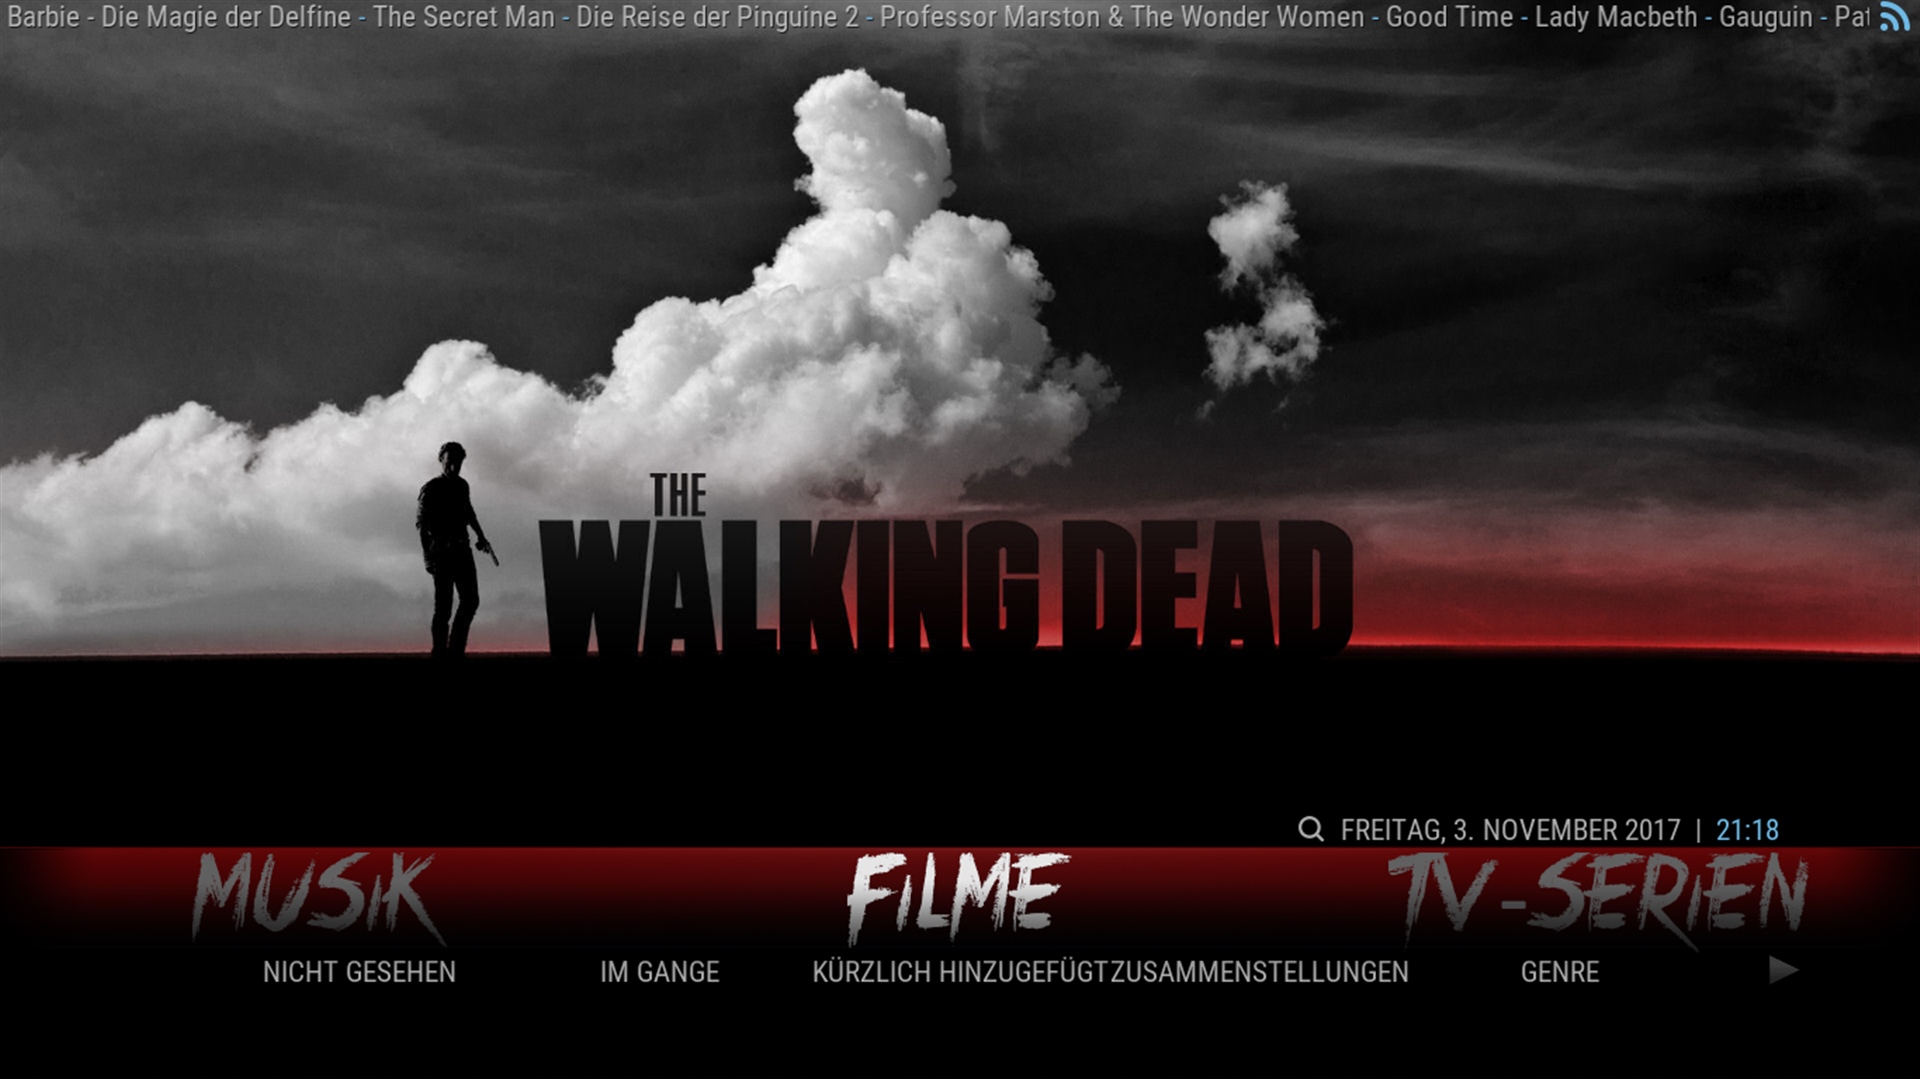 Barbie - Die Magie der Delfine - The Secret Man - Die Reise der Pinguine 2 - Professor Marston & The Wonder Women - Good Time - Lady Macbeth - Gauguin - Pat
THE
WALKING DEAD
FREITAG, 3. NOVEMBER 2017 | 21:18
MUSiK FiLME TV-SERiEN
NICHT GESEHEN IM GANGE KÜRZLICH HINZUGEFÜGT ZUSAMMENSTELLUNGEN GENRE